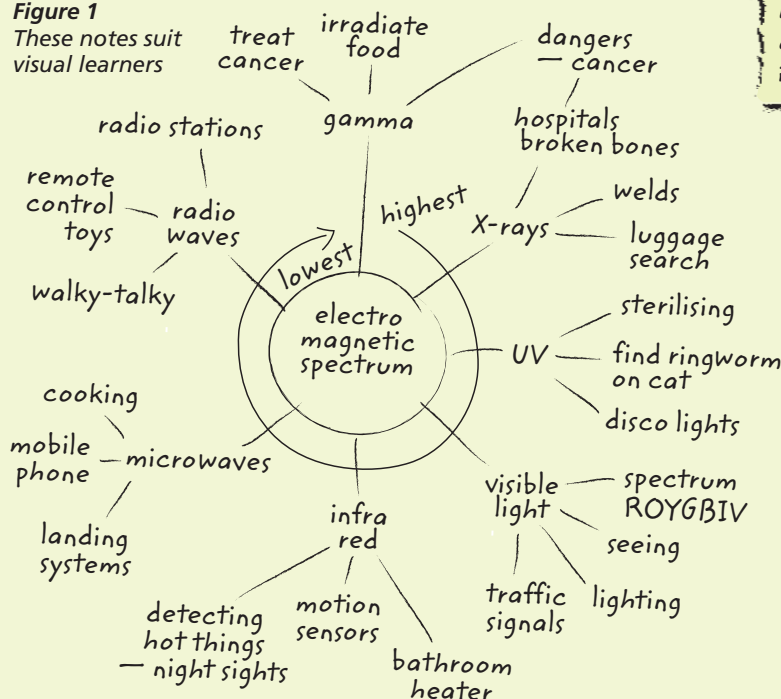 Figure 1
These notes suit
visual learners
treat
cancer
irradiate
food
dangers
— cancer
gamma
hospitals
broken bones
radio stations
remote
control
toys
radio
waves
walky-talky
lowest
highest
X-rays
welds
luggage
search
electro
magnetic
spectrum
UV
sterilising
find ringworm
on cat
disco lights
cooking
mobile
phone
microwaves
landing
systems
infra
red
detecting
hot things
— night sights
motion
sensors
bathroom
heater
visible
light
spectrum
ROYGBIV
seeing
lighting
traffic
signals